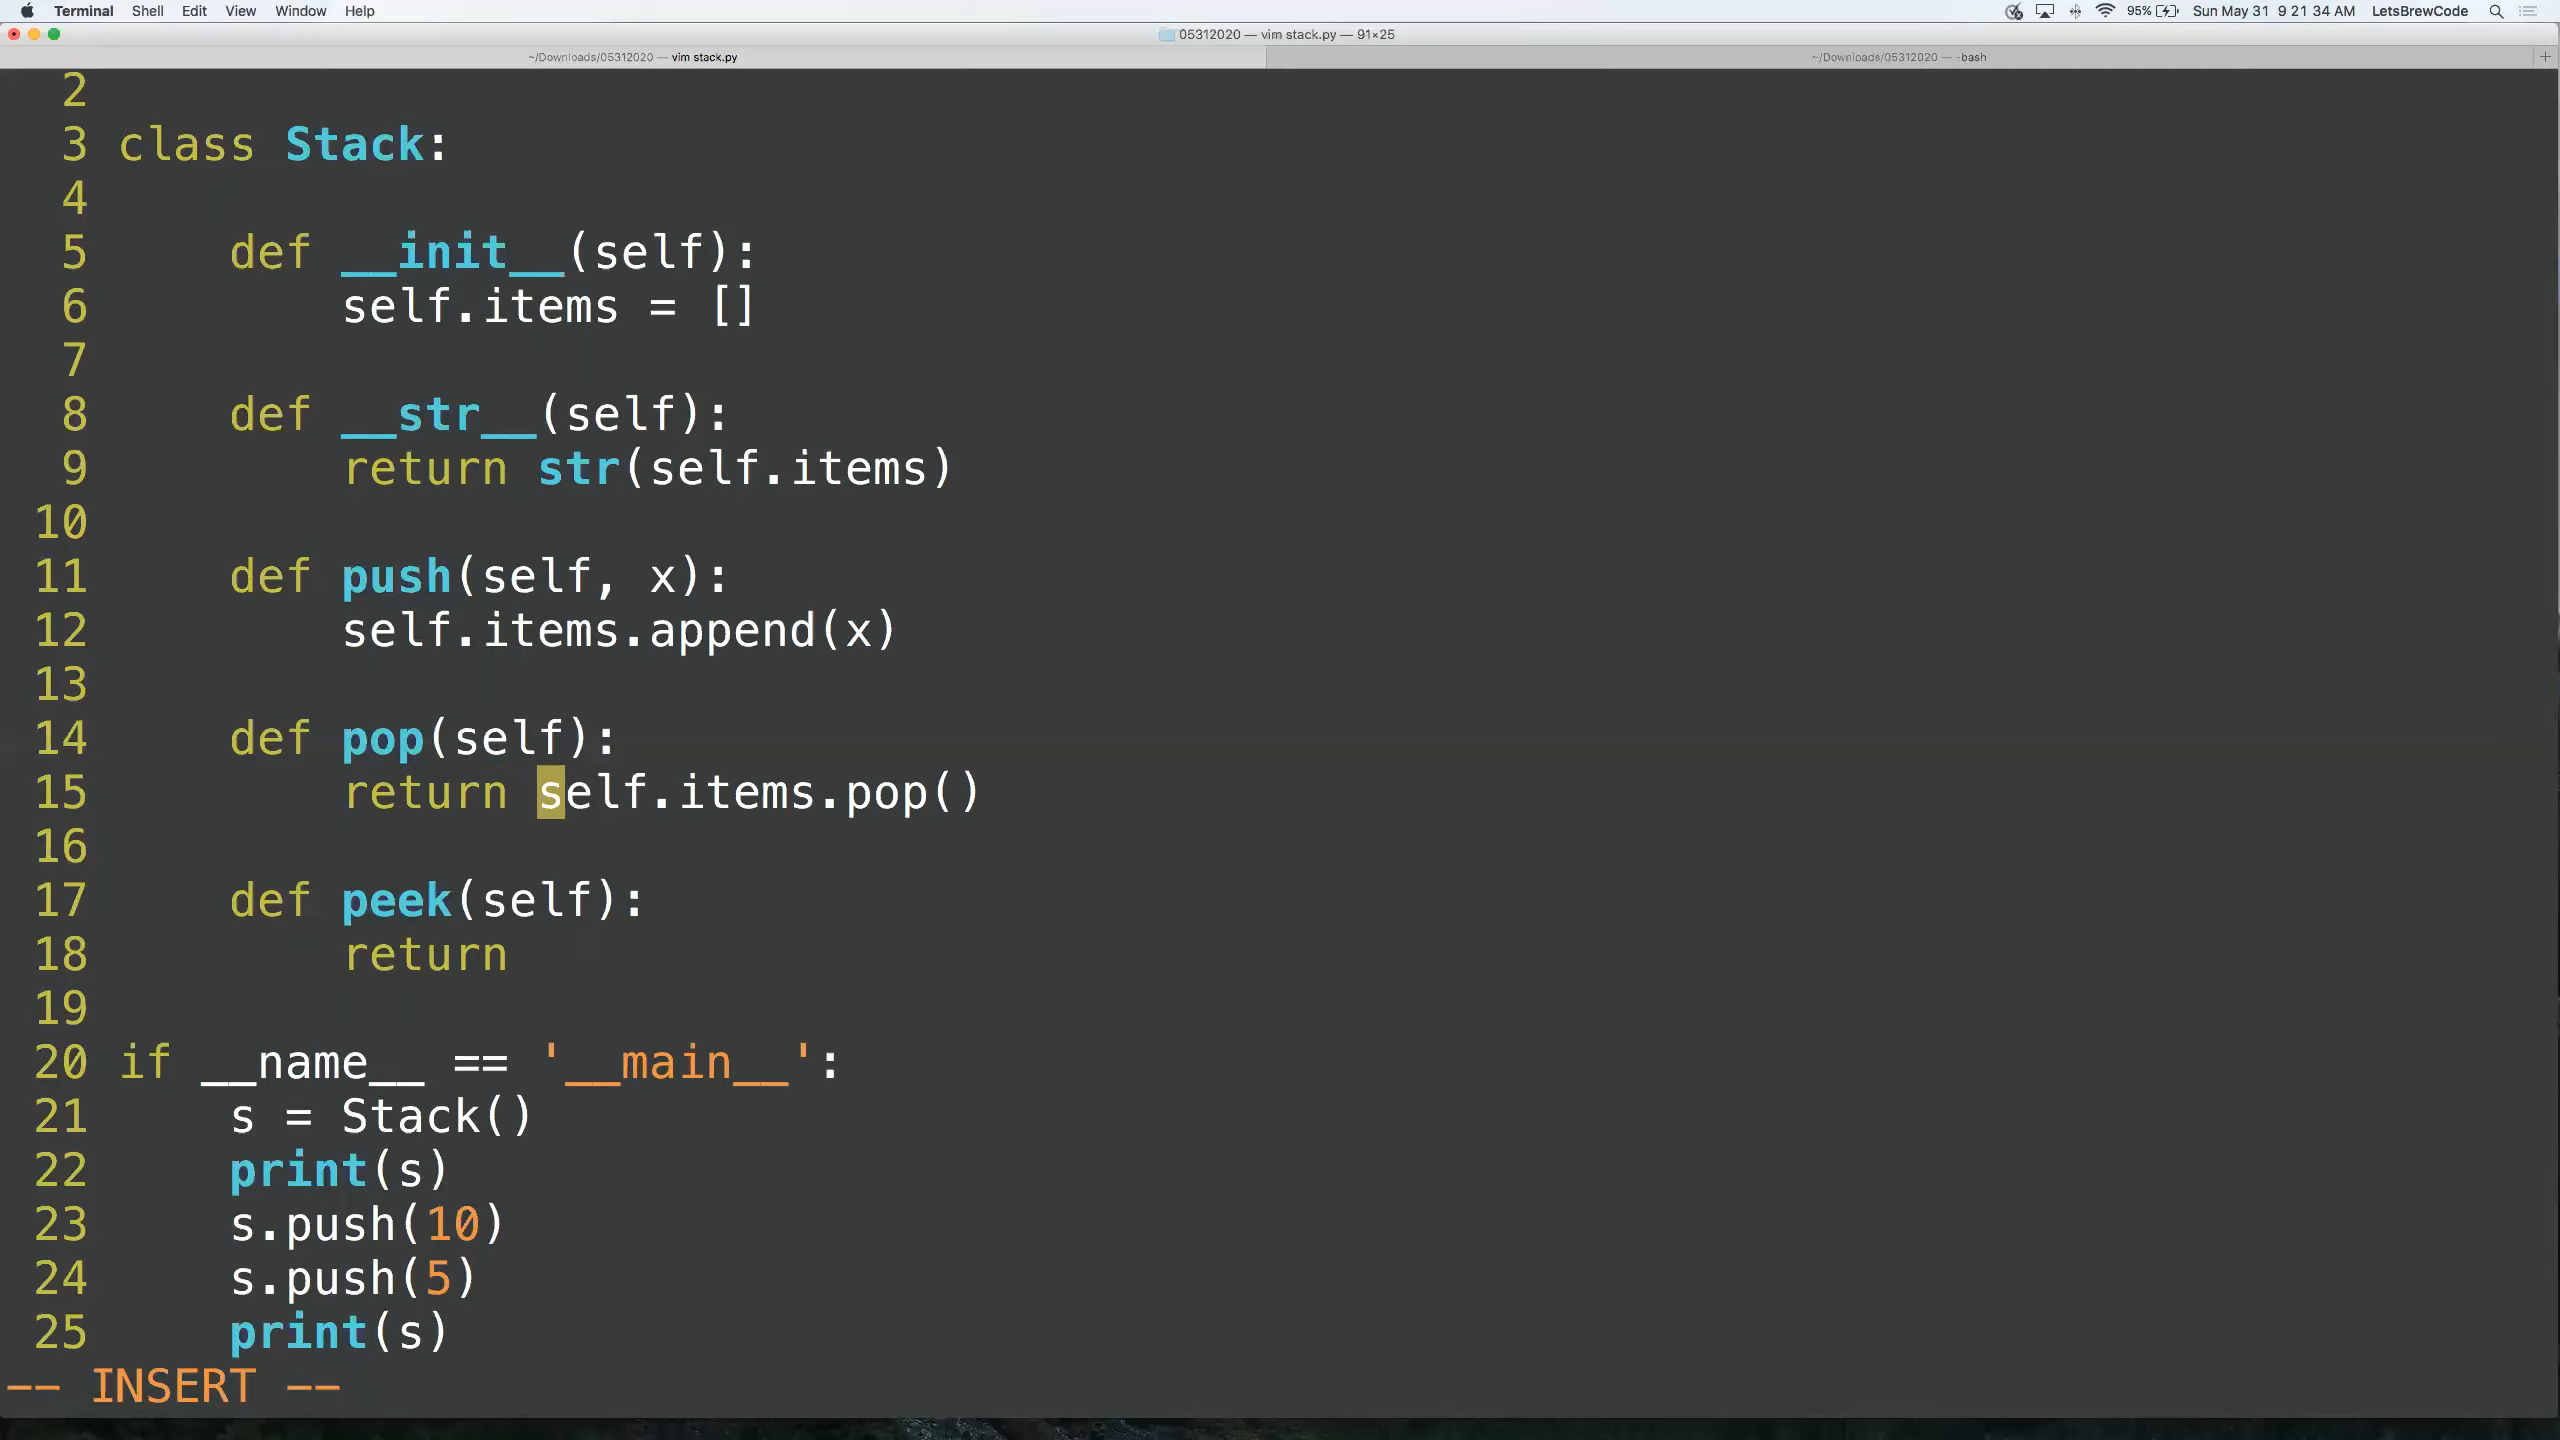 Terminal Shell Edit View Window Help 95% Sun May 31 9 21 34 AM LetsBrewCode
05312020 — vim stack.py — 91×25
~/Downloads/05312020 — vim stack.py ~/Downloads/05312020 — -bash +
2
3 class Stack:
4
5     def __init__(self):
6         self.items = []
7
8     def __str__(self):
9         return str(self.items)
10
11     def push(self, x):
12         self.items.append(x)
13
14     def pop(self):
15         return self.items.pop()
16
17     def peek(self):
18         return
19
20 if __name__ == '__main__':
21     s = Stack()
22     print(s)
23     s.push(10)
24     s.push(5)
25     print(s)
-- INSERT --